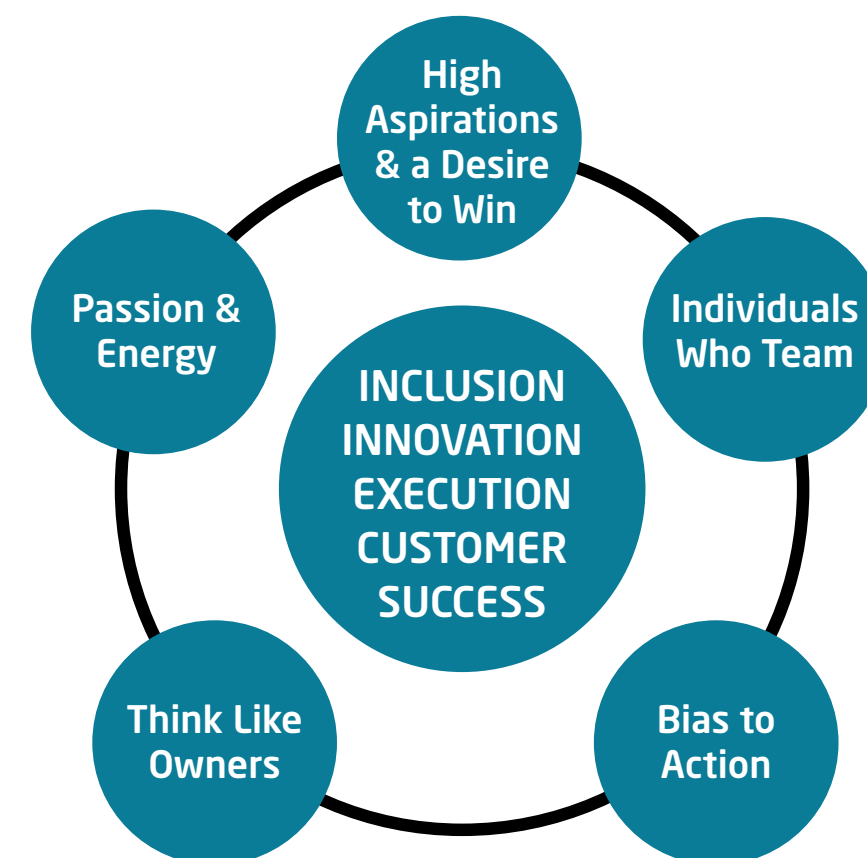 High
Aspirations
& a Desire
to Win
Passion &
Energy
Individuals
Who Team
INCLUSION
INNOVATION
EXECUTION
CUSTOMER
SUCCESS
Think Like
Owners
Bias to
Action